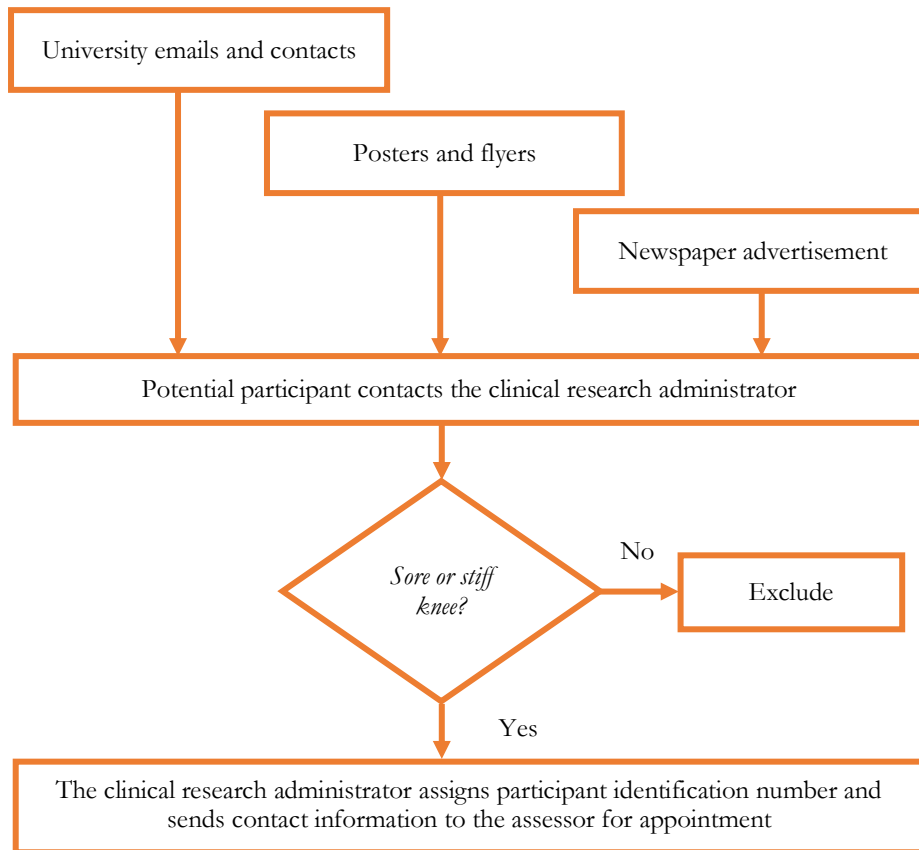 University emails and contacts
Posters and flyers
Newspaper advertisement
Potential participant contacts the clinical research administrator
Sore or stiff
knee?
No
Exclude
Yes
The clinical research administrator assigns participant identification number and
sends contact information to the assessor for appointment